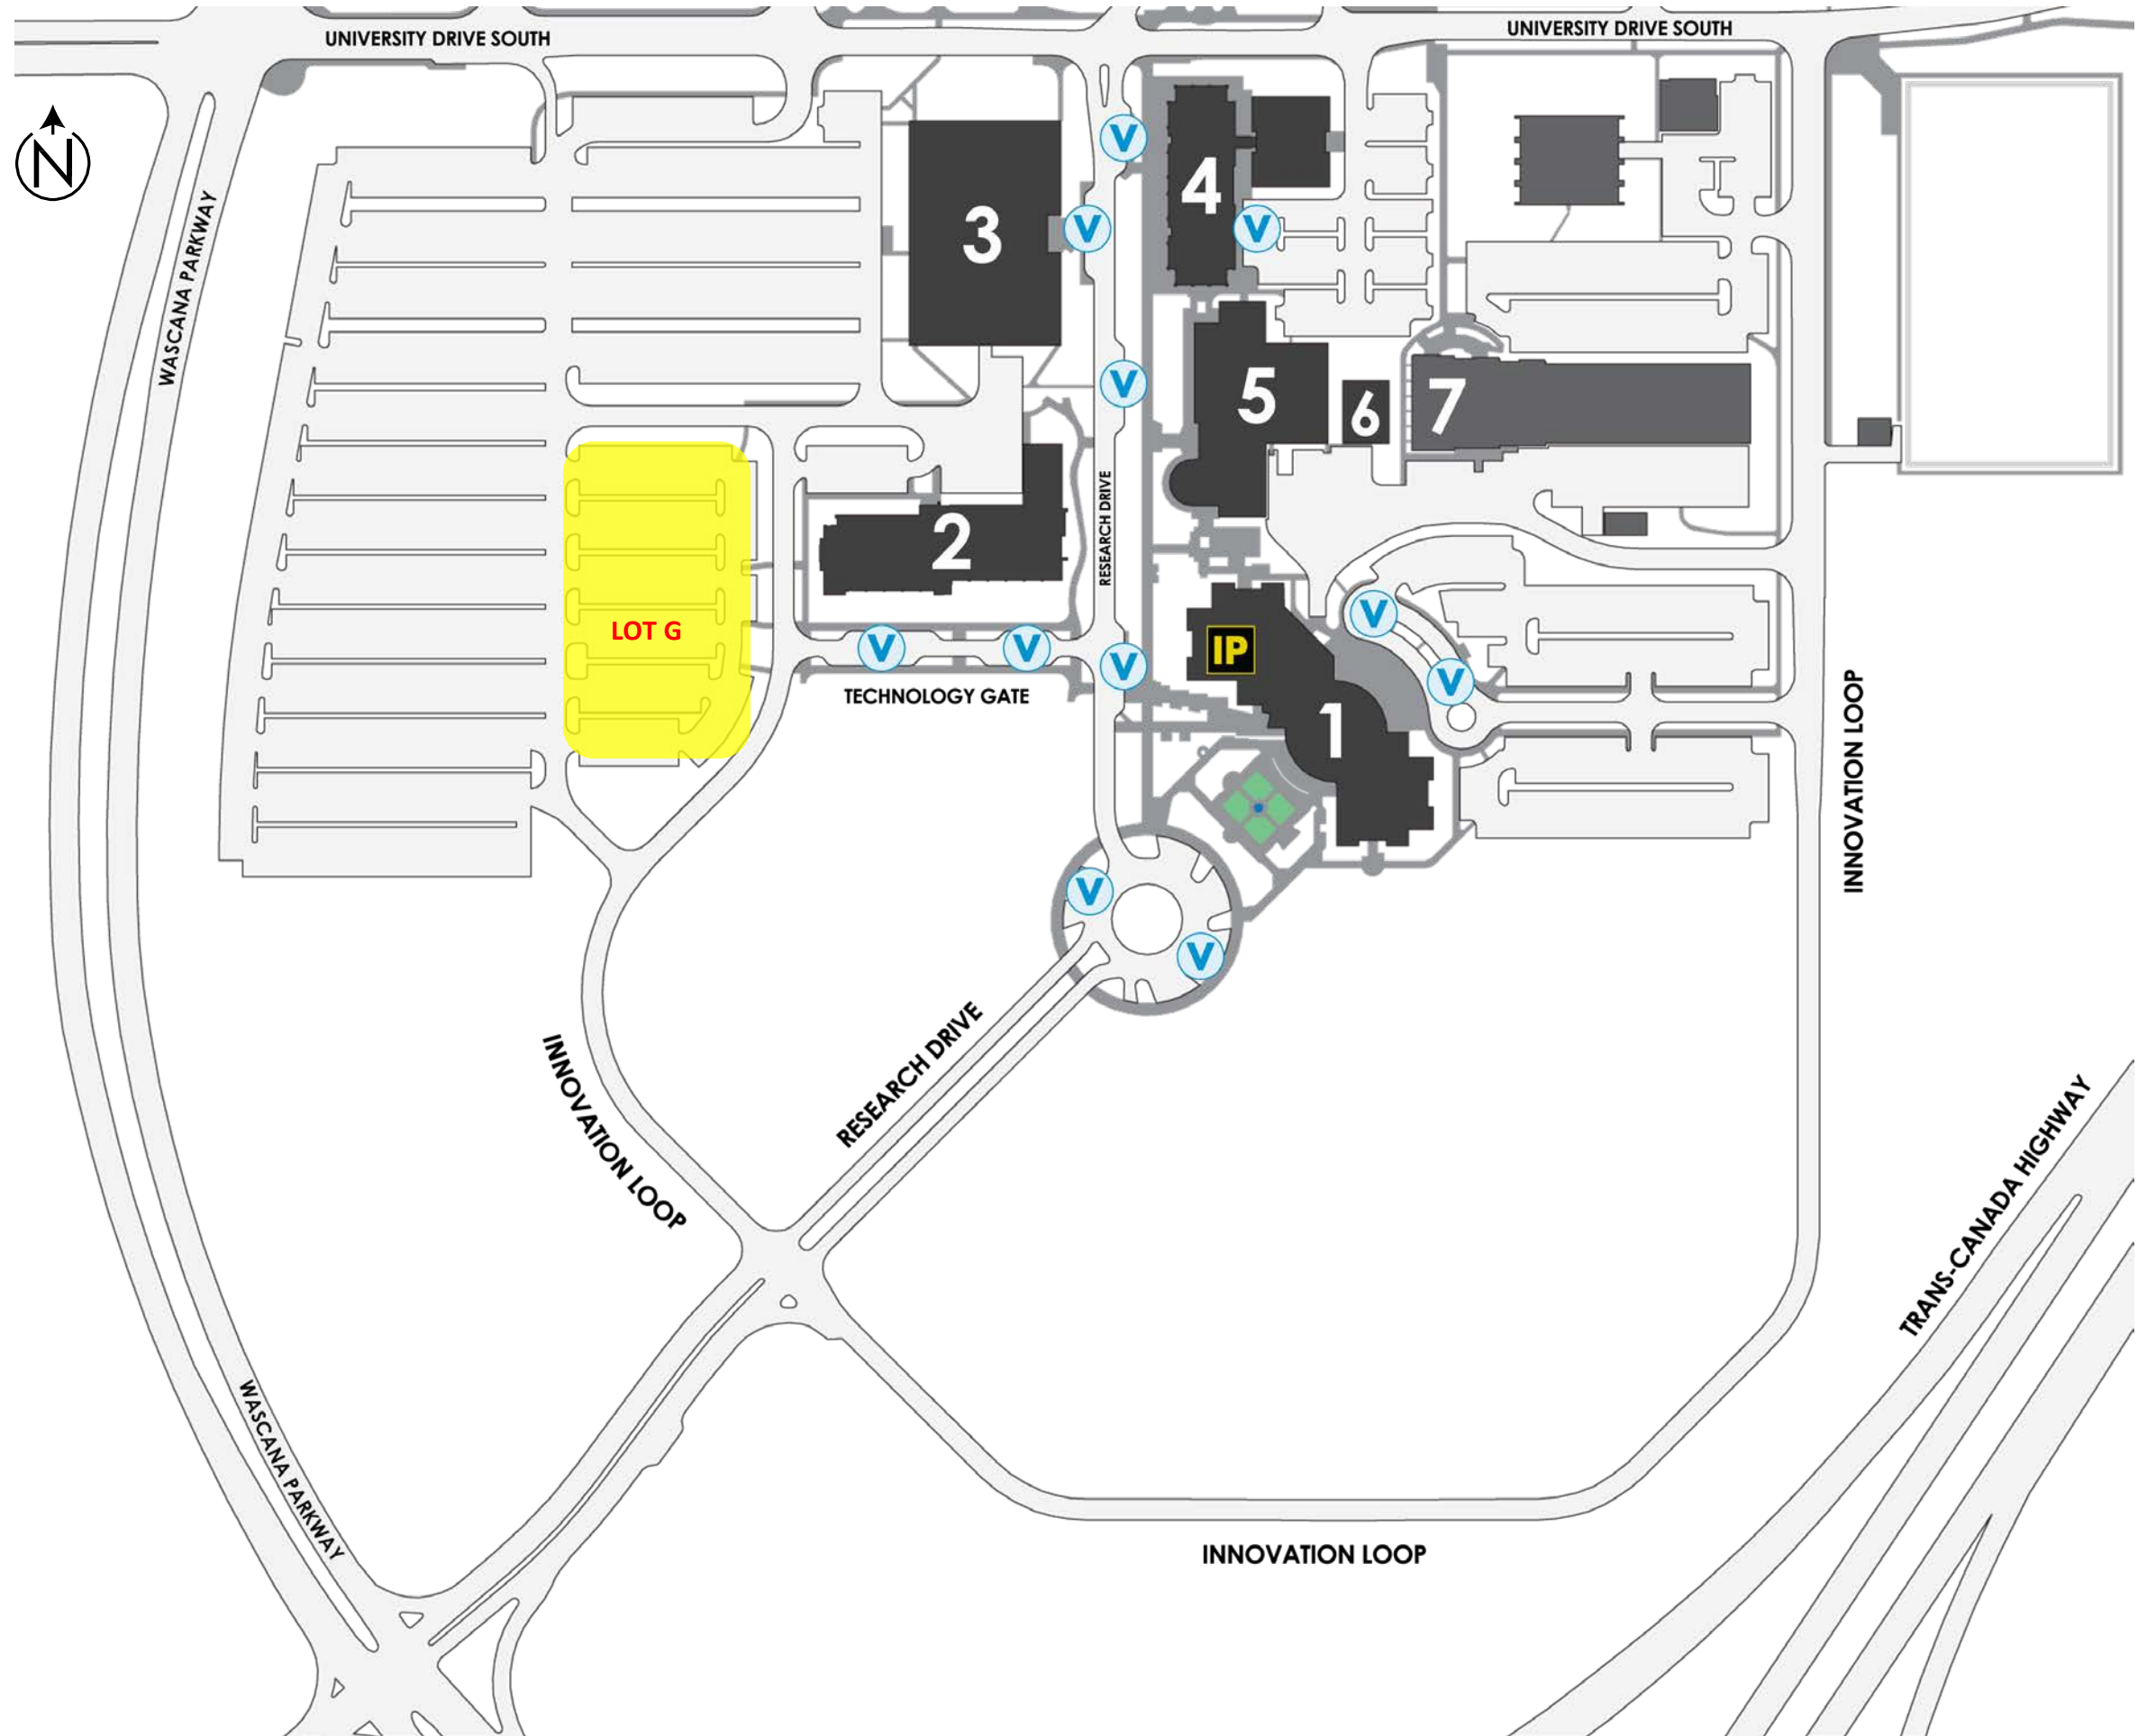 UNIVERSITY DRIVE SOUTH
UNIVERSITY DRIVE SOUTH
N
V
4
WASCANA PARKWAY
3
V
V
V
5
6
7
RESEARCH DRIVE
2
LOT G
V
V
V
V
IP
V
TECHNOLOGY GATE
1
INNOVATION LOOP
V
V
RESEARCH DRIVE
INNOVATION LOOP
TRANS-CANADA HIGHWAY
WASCANA PARKWAY
INNOVATION LOOP